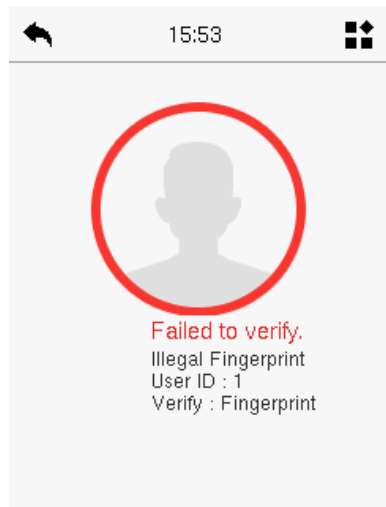 15:53
Failed to verify.
Illegal Fingerprint
User ID : 1
Verify : Fingerprint